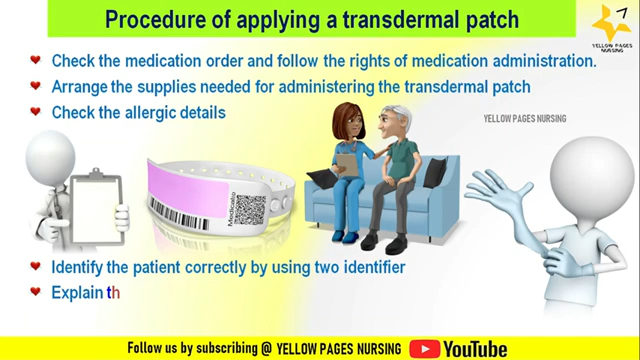 Procedure of applying a transdermal patch
7
YELLOW PAGES
NURSING
Check the medication order and follow the rights of medication administration.
Arrange the supplies needed for administering the transdermal patch
Check the allergic details
YELLOW PAGES NURSING
Medicato
Identify the patient correctly by using two identifier
Explain th
Follow us by subscribing @ YELLOW PAGES NURSING YouTube